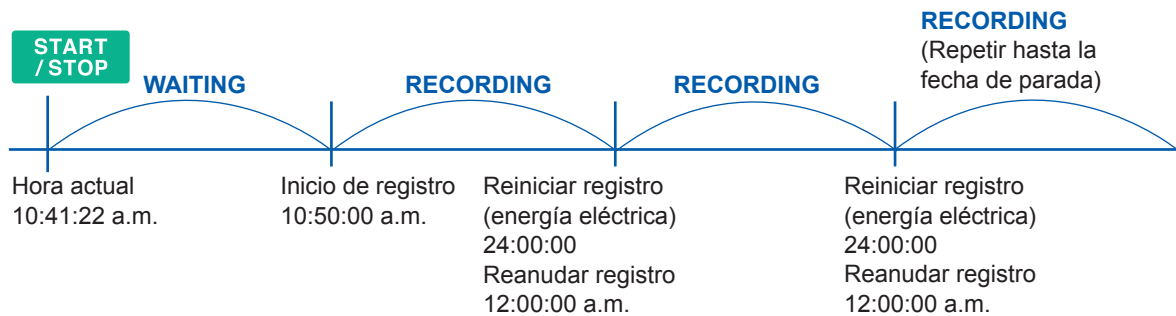 START
/ STOP
WAITING
RECORDING
RECORDING
RECORDING
(Repetir hasta la
fecha de parada)
Hora actual
10:41:22 a.m.
Inicio de registro
10:50:00 a.m.
Reiniciar registro
(energía eléctrica)
24:00:00
Reanudar registro
12:00:00 a.m.
Reiniciar registro
(energía eléctrica)
24:00:00
Reanudar registro
12:00:00 a.m.